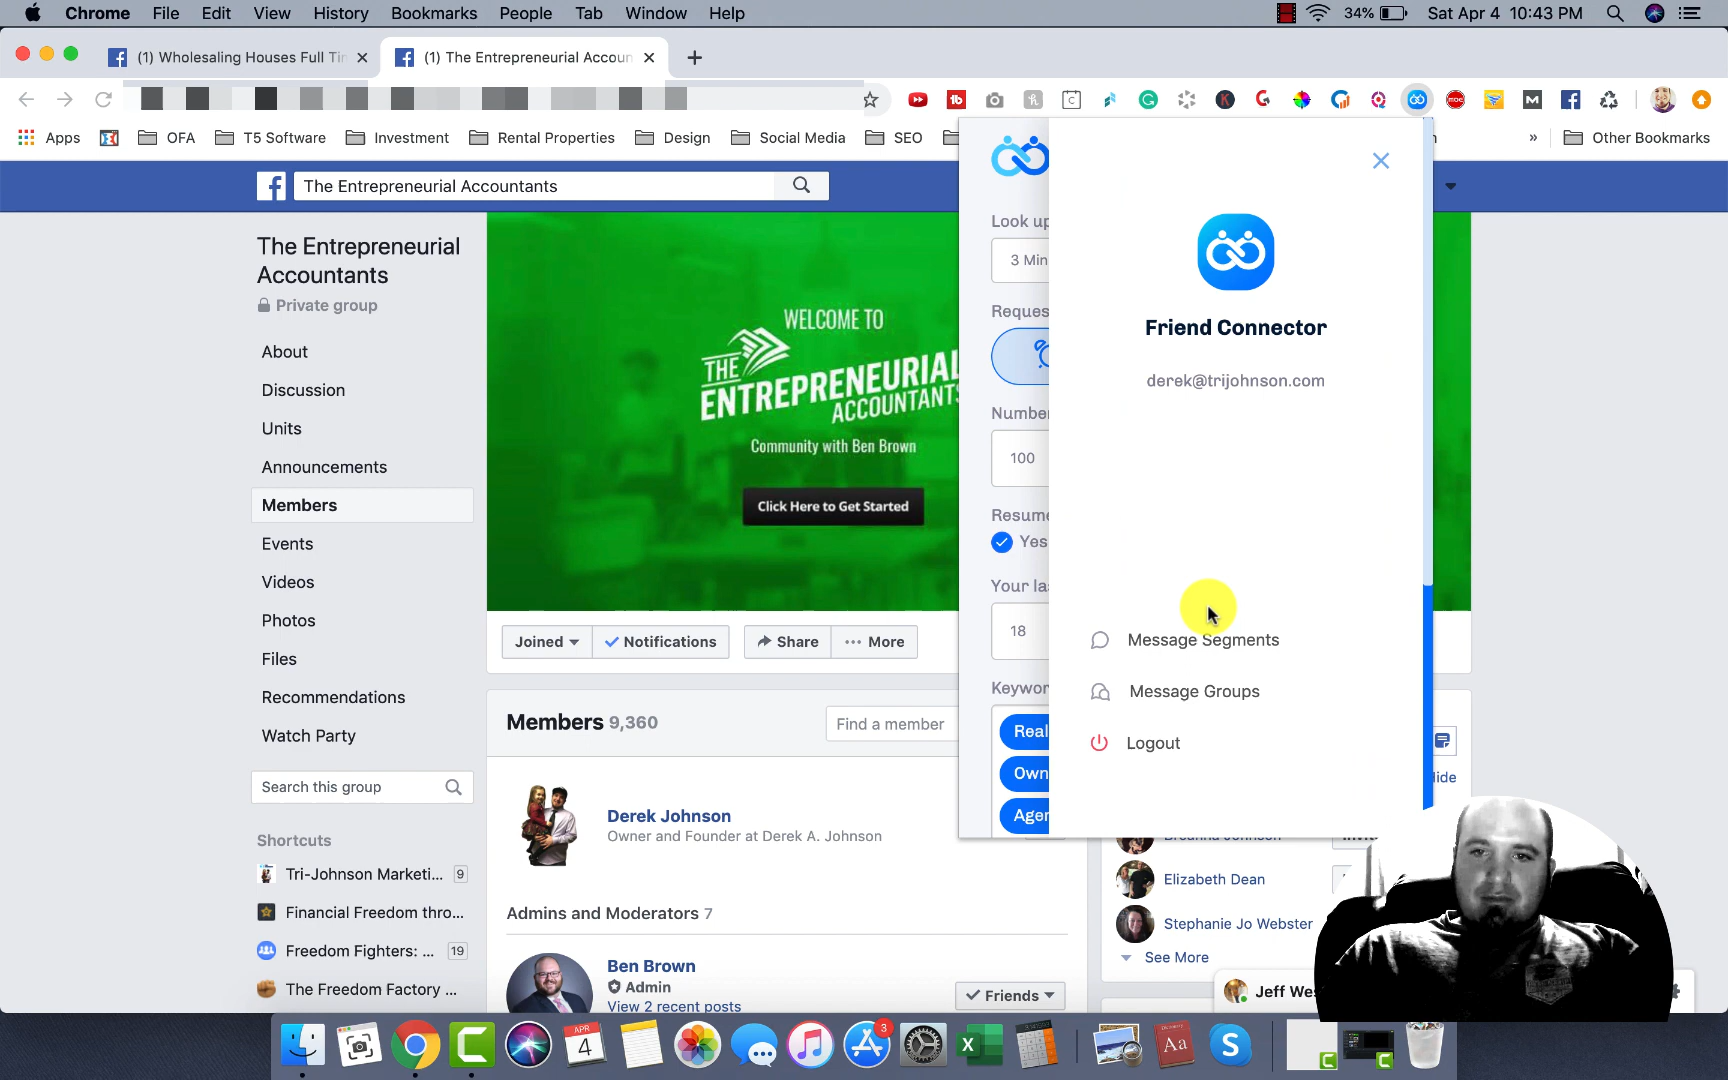 Chrome File Edit View History Bookmarks People Tab Window Help 34% Sat Apr 4 10:43 PM
(1) Wholesaling Houses Full Tim
(1) The Entrepreneurial Accoun
Apps OFA T5 Software Investment Rental Properties Design Social Media SEO » Other Bookmarks
The Entrepreneurial Accountants
The Entrepreneurial
Accountants
Private group
About
Discussion
Units
Announcements
Members
Events
Videos
Photos
Files
Recommendations
Watch Party
Search this group
Shortcuts
Tri-Johnson Marketi... 9
Financial Freedom thro...
Freedom Fighters: ... 19
The Freedom Factory ...
WELCOME TO
THE
ENTREPRENEURIAL
ACCOUNTANTS
Community with Ben Brown
Click Here to Get Started
Joined Notifications Share More
Members 9,360 Find a member
Derek Johnson
Owner and Founder at Derek A. Johnson
Admins and Moderators 7
Ben Brown
Admin
View 2 recent posts
Friends
Look up
3 Min
Reques
Number
100
Resume
Yes
Your la
18
Keywor
Real
Own
Agen
Friend Connector
derek@trijohnson.com
Message Segments
Message Groups
Logout
Elizabeth Dean
Stephanie Jo Webster
See More
Jeff Wes
APR
4
3
Aa